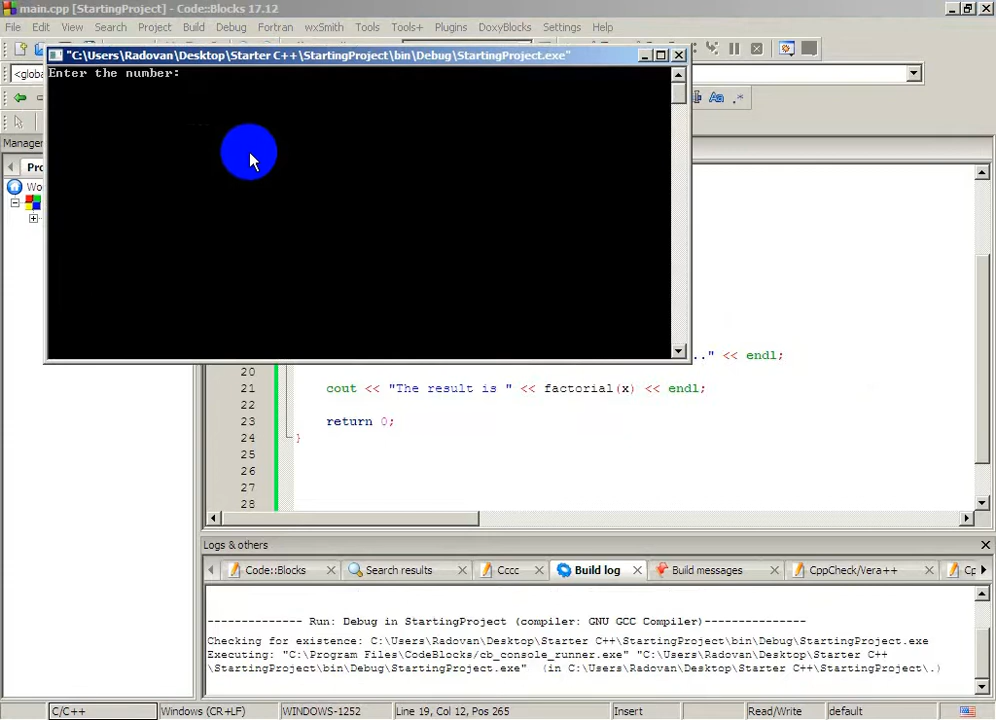 main.cpp [StartingProject] - Code::Blocks 17.12
File Edit View Search Project Build Debug Fortran wxSmith Tools Tools+ Plugins DoxyBlocks Settings Help
"C:\Users\Radovan\Desktop\Starter C++\StartingProject\bin\Debug\StartingProject.exe"
<globa
Enter the number:
Aa .*
Manager
Pro
Wo
.." << endl;
20
21 cout << "The result is " << factorial(x) << endl;
22
23 return 0;
24 }
25
26
27
28
Logs & others
Code::Blocks Search results Cccc Build log Build messages CppCheck/Vera++ Cp
-------------- Run: Debug in StartingProject (compiler: GNU GCC Compiler)---------------
Checking for existence: C:\Users\Radovan\Desktop\Starter C++\StartingProject\bin\Debug\StartingProject.exe
Executing: "C:\Program Files\CodeBlocks/cb_console_runner.exe" "C:\Users\Radovan\Desktop\Starter C++
\StartingProject\bin\Debug\StartingProject.exe" (in C:\Users\Radovan\Desktop\Starter C++\StartingProject\.)
C/C++ Windows (CR+LF) WINDOWS-1252 Line 19, Col 12, Pos 265 Insert Read/Write default